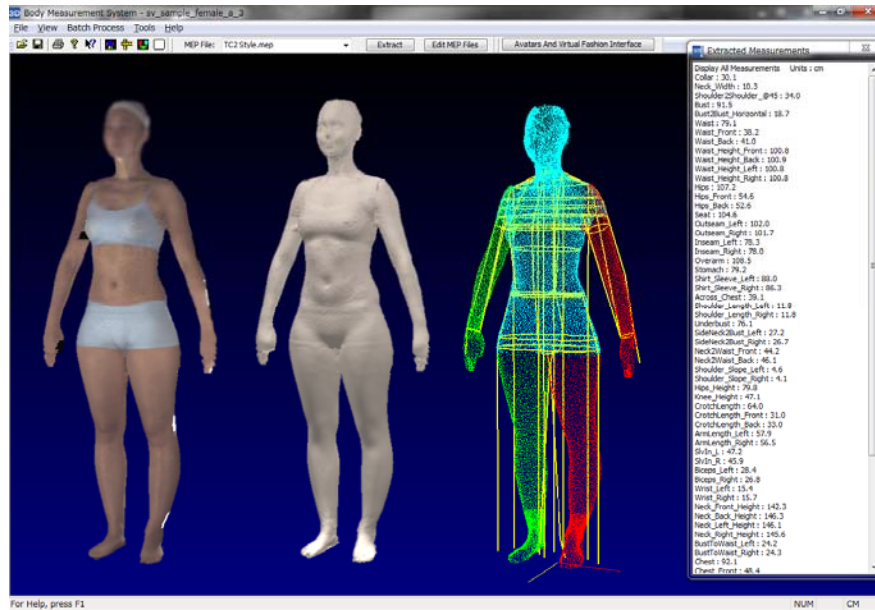 Body Measurement System - sv_sample_female_a_3
File View Batch Process Tools Help
MEP File: TC2 Style.mep Extract Edit MEP Files Avatars And Virtual Fashion Interface
Extracted Measurements
Display All Measurements Units : cm
Collar : 30.1
Neck_Width : 10.3
Shoulder2Shoulder_@45 : 34.0
Bust : 91.5
Bust2Bust_Horizontal : 18.7
Waist : 79.1
Waist_Front : 38.2
Waist_Back : 41.0
Waist_Height_Front : 100.8
Waist_Height_Back : 100.9
Waist_Height_Left : 100.8
Waist_Height_Right : 100.8
Hips : 107.2
Hips_Front : 54.6
Hips_Back : 52.6
Seat : 104.6
Outseam_Left : 102.0
Outseam_Right : 101.7
Inseam_Left : 78.3
Inseam_Right : 78.0
Overarm : 108.5
Stomach : 79.2
Shirt_Sleeve_Left : 88.0
Shirt_Sleeve_Right : 86.3
Across_Chest : 39.1
Shoulder_Length_Left : 11.9
Shoulder_Length_Right : 11.8
Underbust : 76.1
SideNeck2Bust_Left : 27.2
SideNeck2Bust_Right : 26.7
Neck2Waist_Front : 44.2
Neck2Waist_Back : 46.1
Shoulder_Slope_Left : 4.6
Shoulder_Slope_Right : 4.1
Hips_Height : 79.8
Knee_Height : 47.1
CrotchLength : 64.0
CrotchLength_Front : 31.0
CrotchLength_Back : 33.0
ArmLength_Left : 57.9
ArmLength_Right : 56.5
SlvIn_L : 47.2
SlvIn_R : 45.9
Biceps_Left : 28.4
Biceps_Right : 26.8
Wrist_Left : 15.4
Wrist_Right : 15.7
Neck_Front_Height : 142.3
Neck_Back_Height : 146.3
Neck_Left_Height : 146.1
Neck_Right_Height : 145.6
BustToWaist_Left : 24.2
BustToWaist_Right : 24.3
Chest : 92.1
Chest_Front : 48.4
For Help, press F1 NUM CM